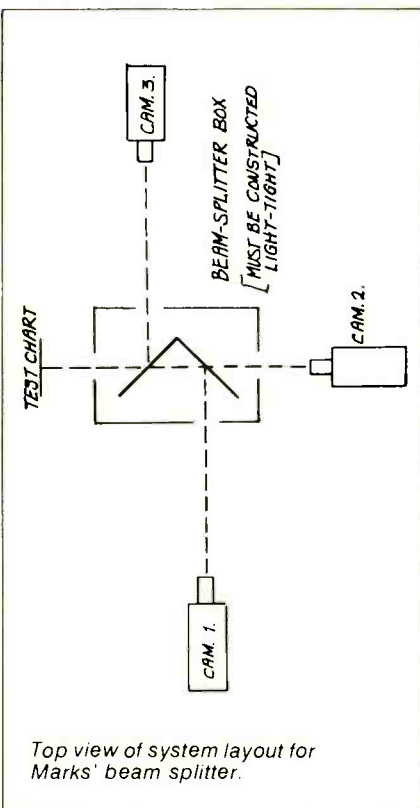 CAM. 3.
BEAM-SPLITTER BOX
[MUST BE CONSTRUCTED
LIGHT-TIGHT]
TEST CHART
CAM. 2.
CAM. 1.
Top view of system layout for
Marks' beam splitter.